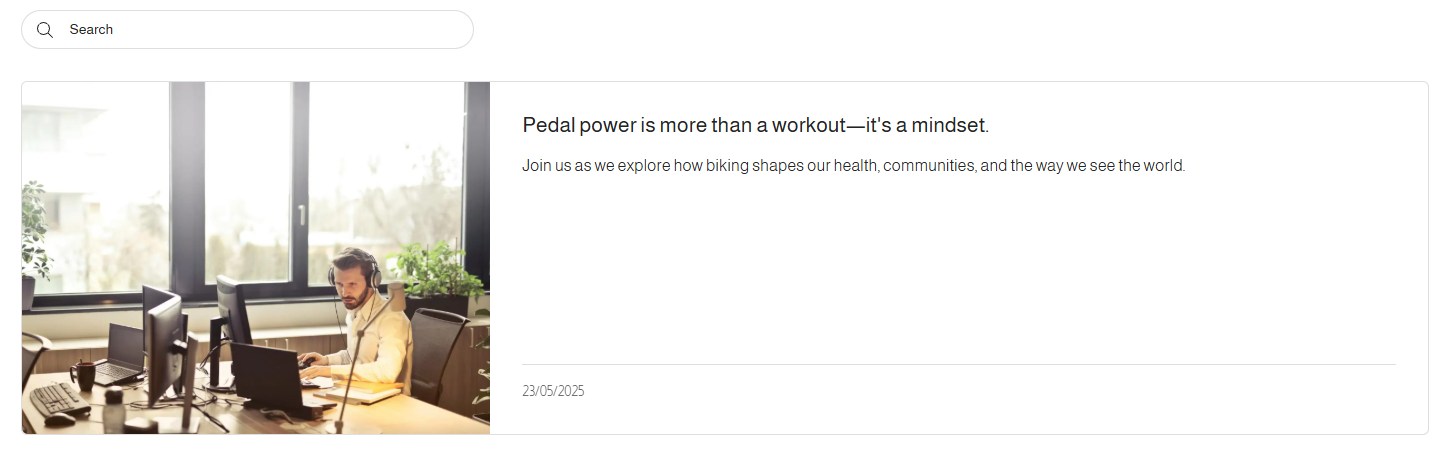 Search
Pedal power is more than a workout—it's a mindset.
Join us as we explore how biking shapes our health, communities, and the way we see the world.
23/05/2025